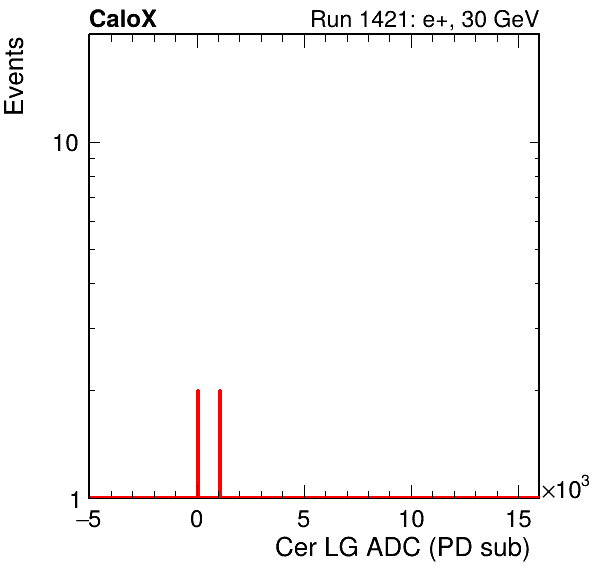 CaloX Run 1421: e+, 30 GeV
Events
10
1
−5 0 5 10 15 ×10³
Cer LG ADC (PD sub)